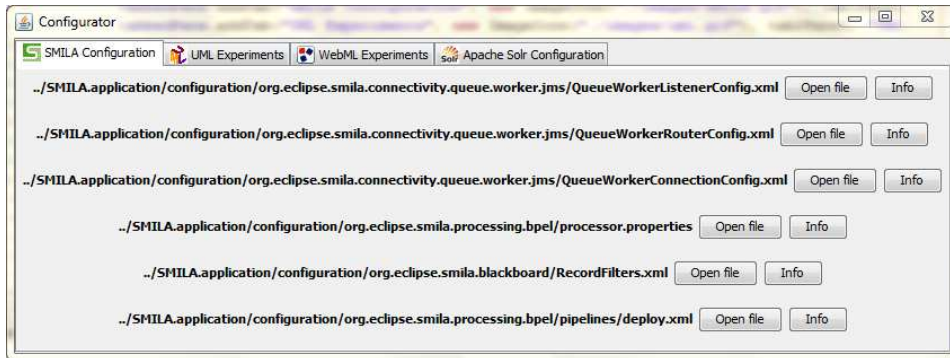 Configurator
SMILA Configuration UML Experiments WebML Experiments Solr Apache Solr Configuration
../SMILA.application/configuration/org.eclipse.smila.connectivity.queue.worker.jms/QueueWorkerListenerConfig.xml Open file Info
../SMILA.application/configuration/org.eclipse.smila.connectivity.queue.worker.jms/QueueWorkerRouterConfig.xml Open file Info
../SMILA.application/configuration/org.eclipse.smila.connectivity.queue.worker.jms/QueueWorkerConnectionConfig.xml Open file Info
../SMILA.application/configuration/org.eclipse.smila.processing.bpel/processor.properties Open file Info
../SMILA.application/configuration/org.eclipse.smila.blackboard/RecordFilters.xml Open file Info
../SMILA.application/configuration/org.eclipse.smila.processing.bpel/pipelines/deploy.xml Open file Info